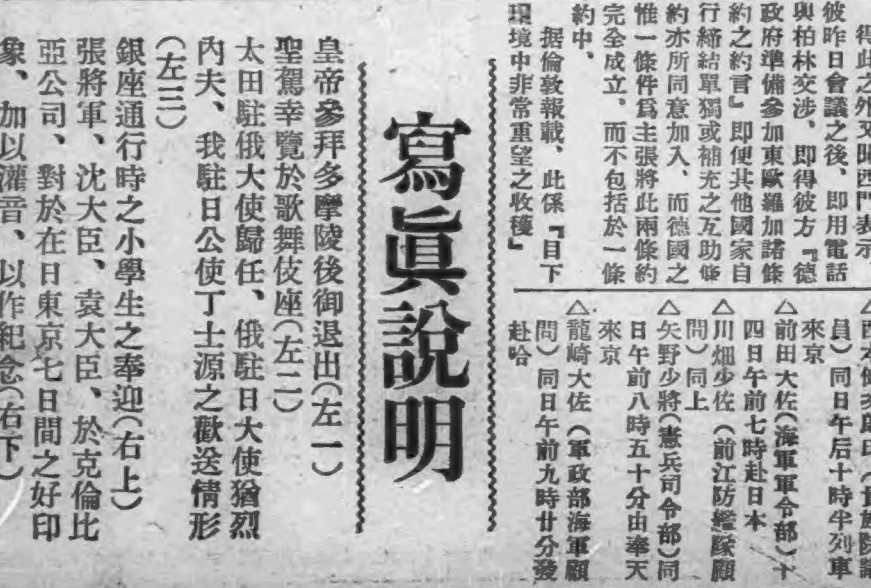 得此之外交 西門表示、
彼昨日會議之後、即用電話
與柏林交涉、即得彼方『德
政府準備參加東歐羅加諾條
約之約言』即便其他國家自
行締結單獨或補充之互助條
約亦所同意加入、而德國之
惟一條件爲主張將此兩條約
完全成立、而不包括於一條
約中、
据倫敦報載、此係『目下
環境中非常重望之收穫』
△西本健次郎氏(貴族院議
員)同日午后十時半列車
來京
△前田大佐(海軍軍令部)十
四日午前七時赴日本
△川畑少佐(前江防艦隊顧
問)同上
△矢野少將(憲兵司令部)同
日午前八時五十分由奉天
來京
△龍崎大佐(軍政部海軍顧
問)同日午前九時廿分發
赴哈
寫眞說明
皇帝參拜多摩陵後御退出(左一)
聖駕幸覽於歌舞伎座(左二)
太田駐俄大使歸任、俄駐日大使猶烈
內夫、我駐日公使丁士源之歡送情形
(左三)
銀座通行時之小學生之奉迎(右上)
張將軍、沈大臣、袁大臣、於克倫比
亞公司、對於在日東京七日間之好印
象、加以灌音、以作紀念(右下)